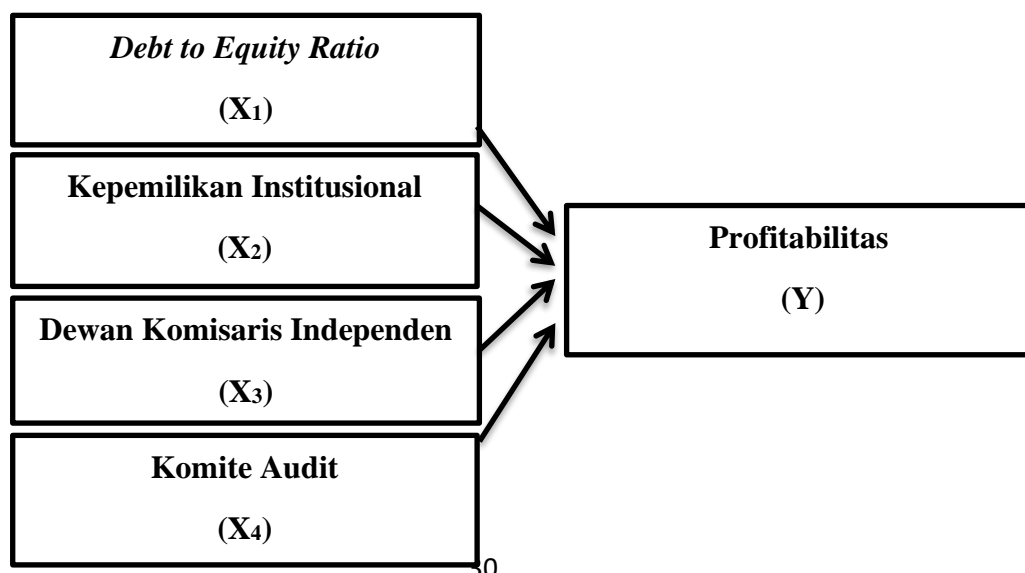 Debt to Equity Ratio
(X1)
Kepemilikan Institusional
(X2)
Dewan Komisaris Independen
(X3)
Komite Audit
(X4)
Profitabilitas
(Y)